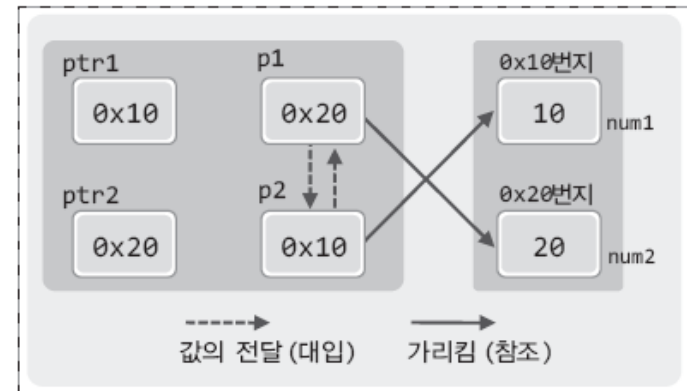 ptr1 p1 0x10번지
0x10 0x20 10 num1
ptr2 p2 0x20번지
0x20 0x10 20 num2
값의 전달(대입) 가리킴(참조)